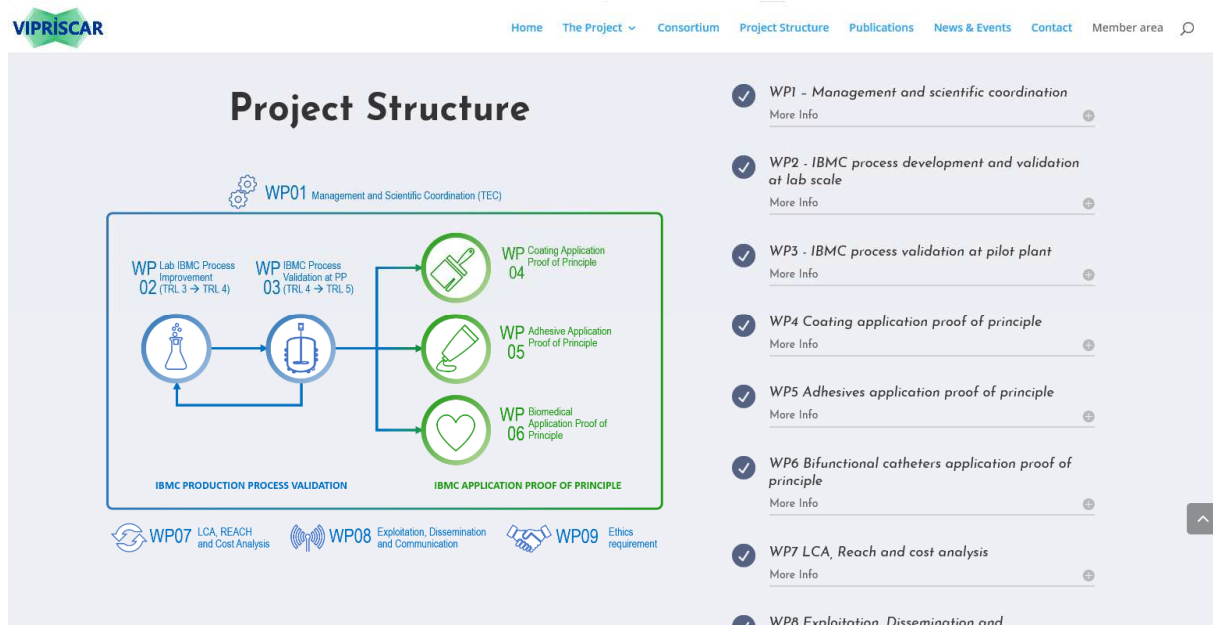 VIPRISCAR
Home The Project Consortium Project Structure Publications News & Events Contact Member area
Project Structure
WP01 Management and Scientific Coordination (TEC)
WP 02 Lab IBMC Process
Improvement
(TRL 3 → TRL 4)
WP 03 IBMC Process
Validation at PP
(TRL 4 → TRL 5)
WP 04 Coating Application
Proof of Principle
WP 05 Adhesive Application
Proof of Principle
WP 06 Biomedical
Application Proof of
Principle
IBMC PRODUCTION PROCESS VALIDATION
IBMC APPLICATION PROOF OF PRINCIPLE
WP07 LCA, REACH
and Cost Analysis
WP08 Exploitation, Dissemination
and Communication
WP09 Ethics
requirement
WP1 – Management and scientific coordination
More Info
WP2 - IBMC process development and validation
at lab scale
More Info
WP3 - IBMC process validation at pilot plant
More Info
WP4 Coating application proof of principle
More Info
WP5 Adhesives application proof of principle
More Info
WP6 Bifunctional catheters application proof of
principle
More Info
WP7 LCA, Reach and cost analysis
More Info
WP8 Exploitation, Dissemination and